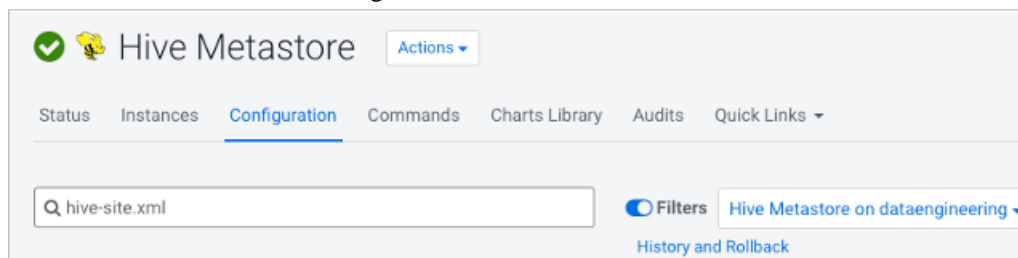 Hive Metastore Actions
Status Instances Configuration Commands Charts Library Audits Quick Links
hive-site.xml Filters Hive Metastore on dataengineering
History and Rollback